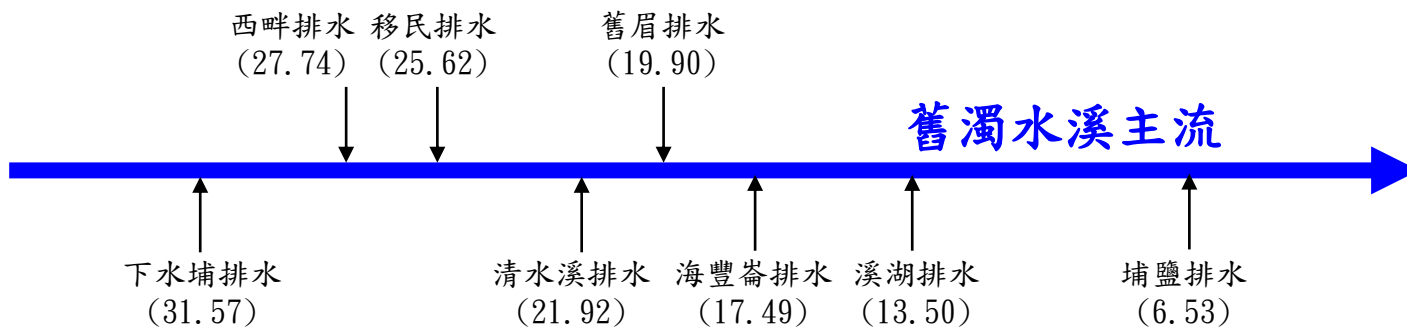 西畔排水
(27.74)
移民排水
(25.62)
舊眉排水
(19.90)
舊濁水溪主流
下水埔排水
(31.57)
清水溪排水
(21.92)
海豐崙排水
(17.49)
溪湖排水
(13.50)
埔鹽排水
(6.53)